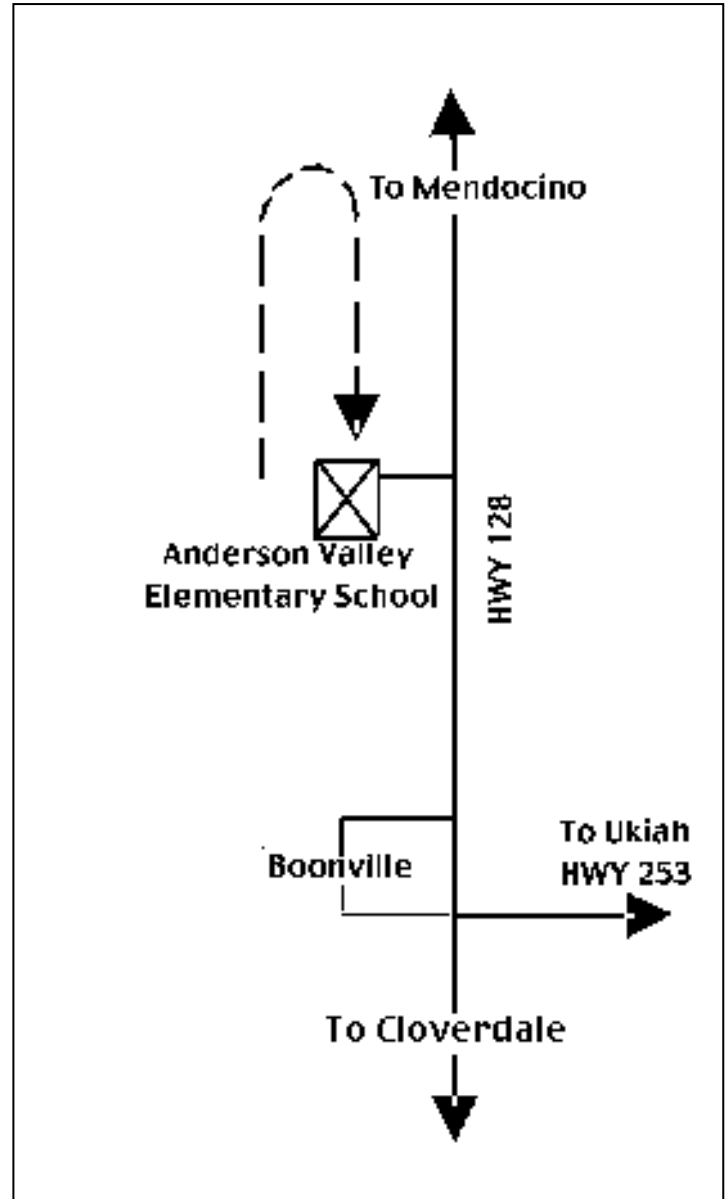 To Mendocino
Anderson Valley
Elementary School
HWY 128
To Ukiah
HWY 253
Boonville
To Cloverdale